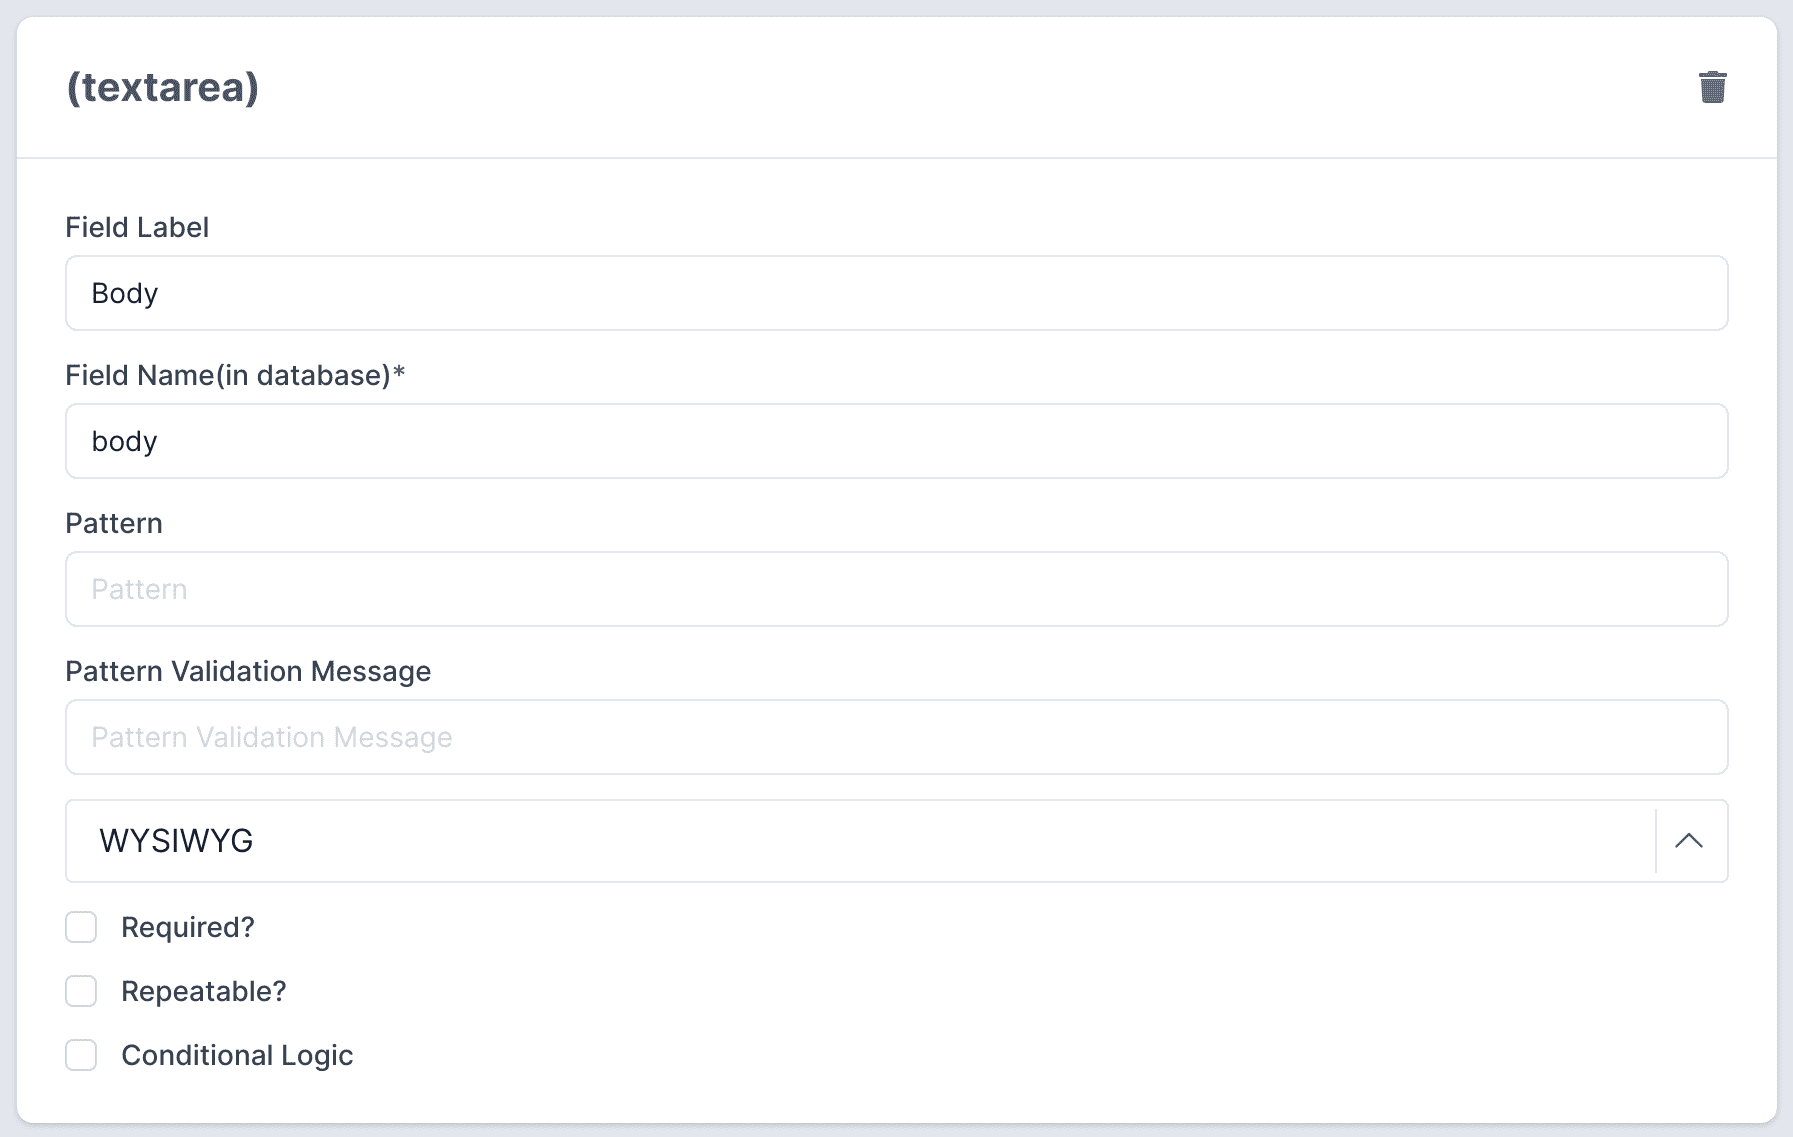 (textarea)
Field Label
Body
Field Name(in database)*
body
Pattern
Pattern
Pattern Validation Message
Pattern Validation Message
WYSIWYG
Required?
Repeatable?
Conditional Logic